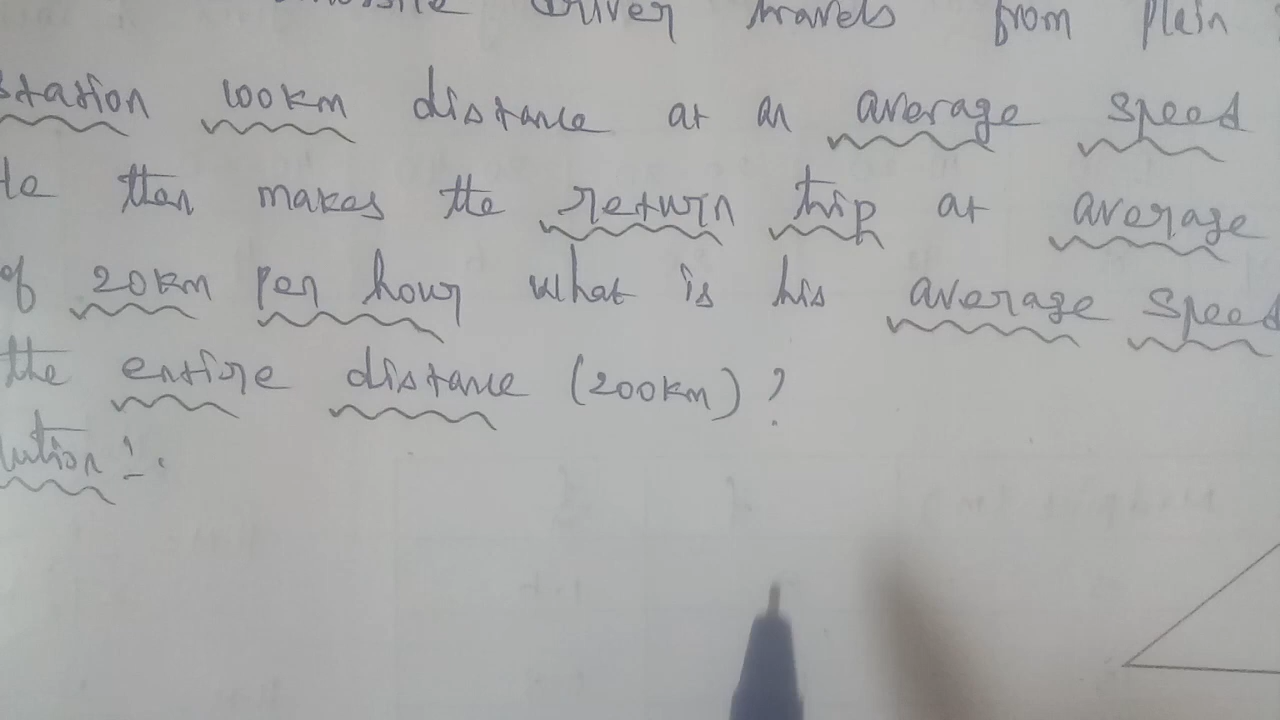 driver travels from plain
station 100km distance at an average speed
then makes the return trip at average
of 20km per hour what is his average speed
the entire distance (200km)?
lution :-